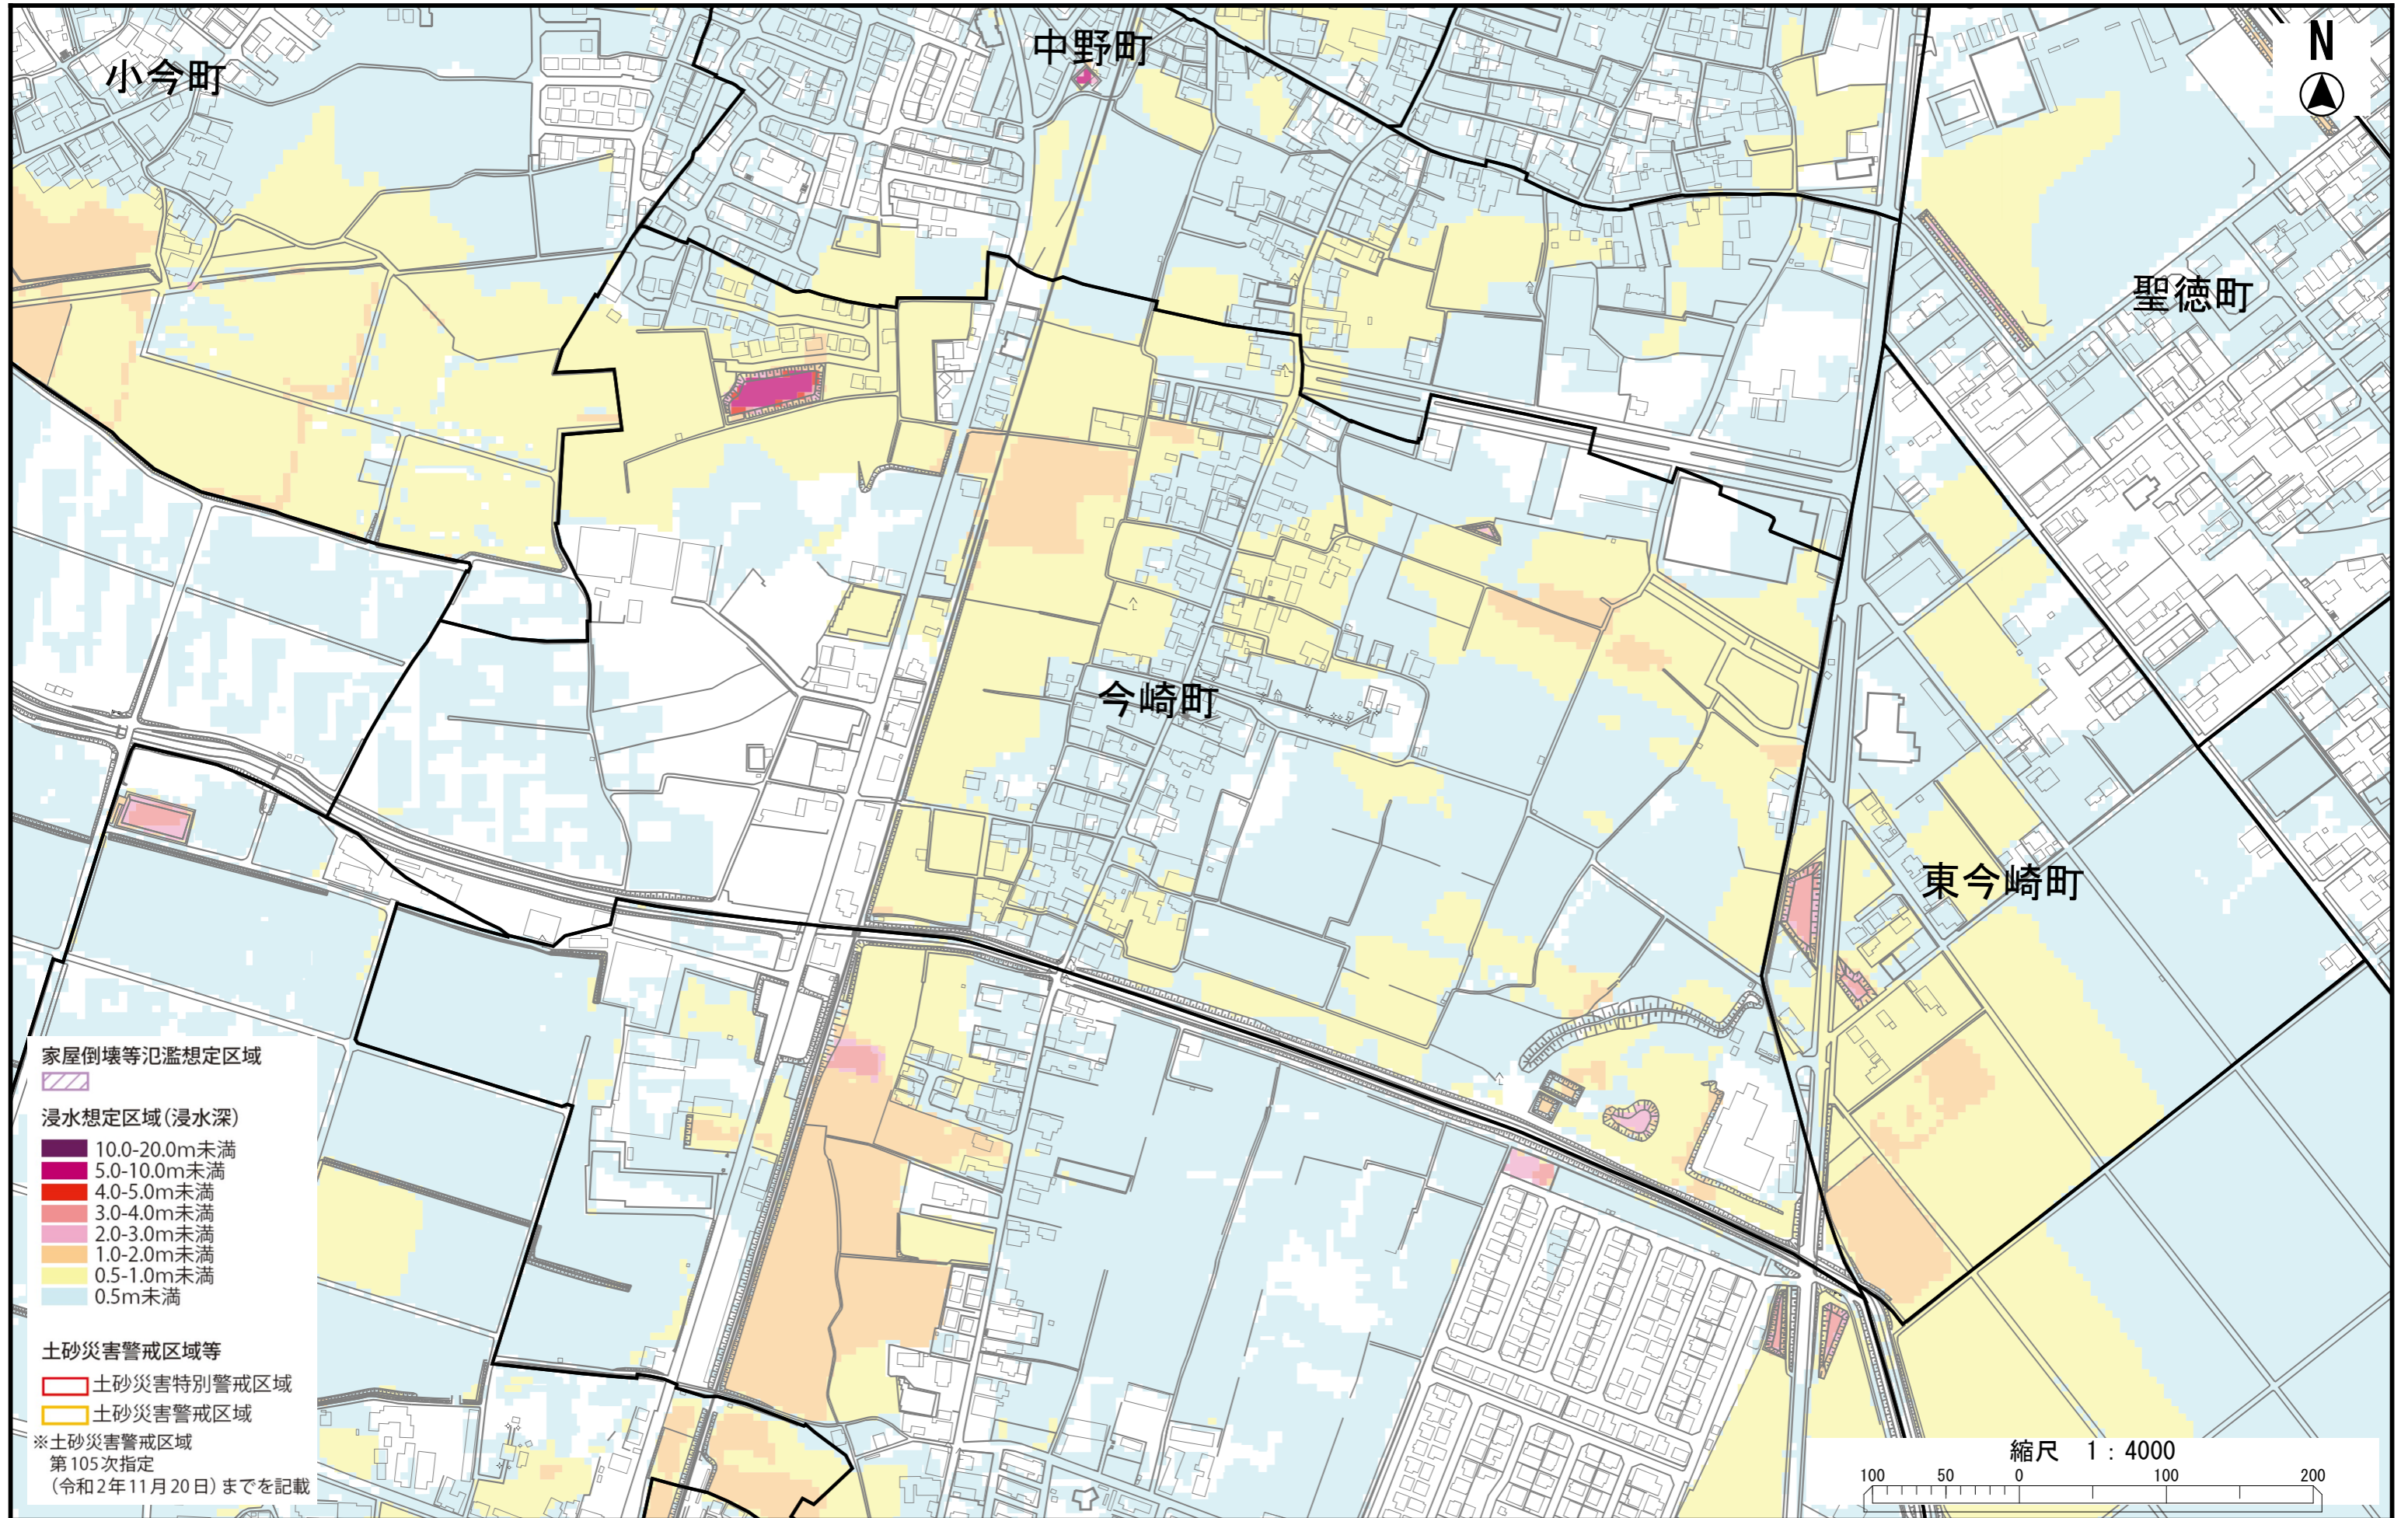 中野町
小今町
N
聖徳町
今崎町
東今崎町
家屋倒壊等氾濫想定区域
浸水想定区域(浸水深)
10.0-20.0m未満
5.0-10.0m未満
4.0-5.0m未満
3.0-4.0m未満
2.0-3.0m未満
1.0-2.0m未満
0.5-1.0m未満
0.5m未満
土砂災害警戒区域等
土砂災害特別警戒区域
土砂災害警戒区域
※土砂災害警戒区域
第105次指定
(令和2年11月20日)までを記載
縮尺 1:4000
100 50 0 100 200